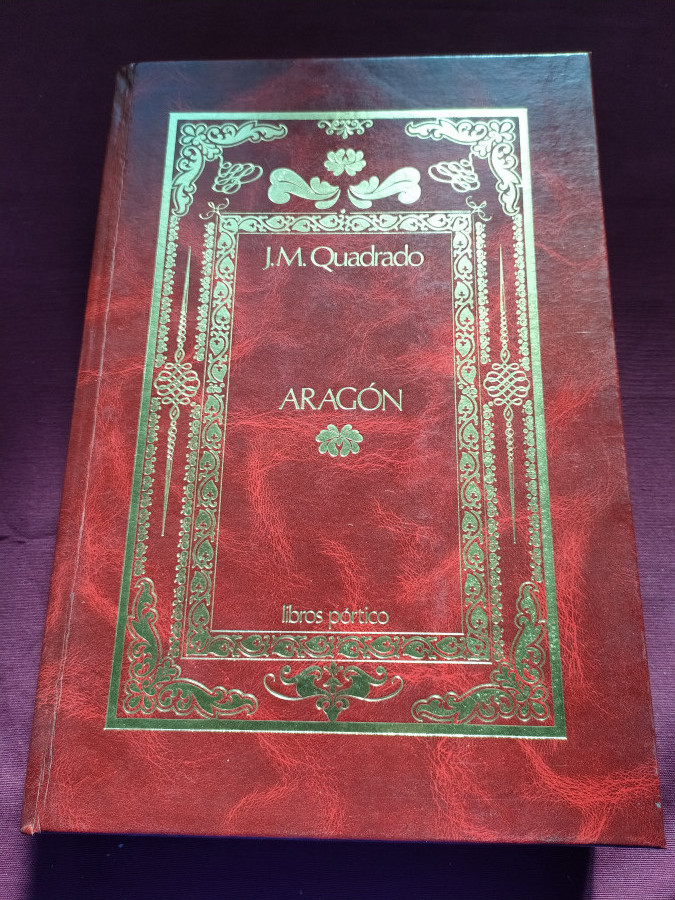 J.M. Quadrado
ARAGÓN
libros pórtico